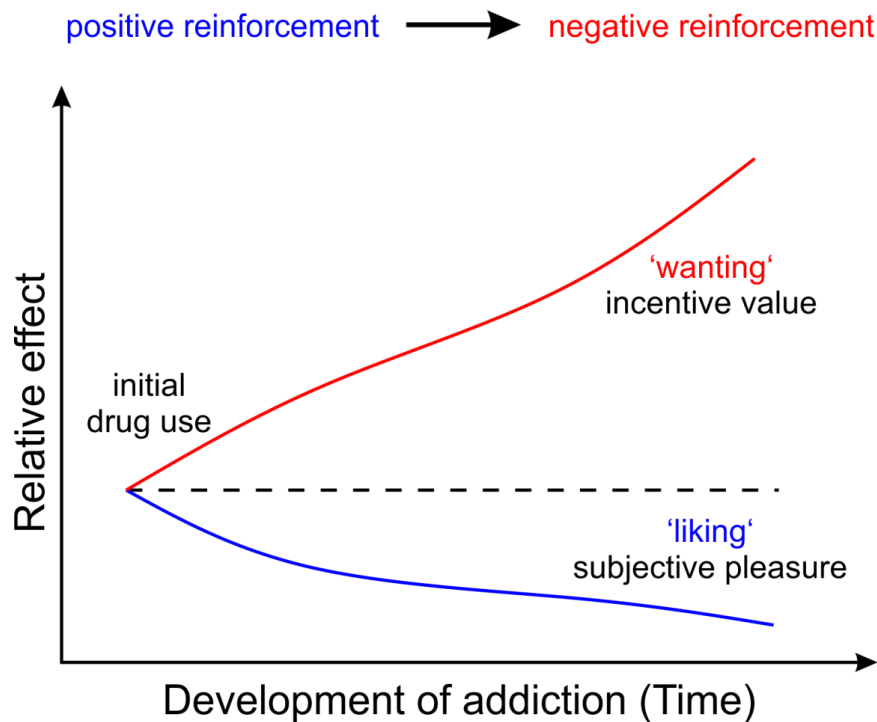 positive reinforcement
negative reinforcement
Relative effect
initial
drug use
‘wanting‘
incentive value
‘liking‘
subjective pleasure
Development of addiction (Time)